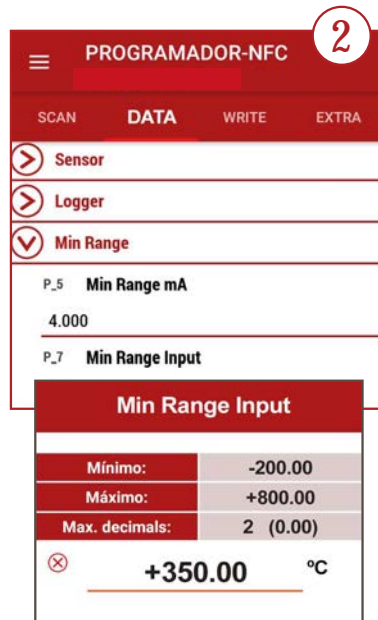 2
PROGRAMADOR-NFC
SCAN DATA WRITE EXTRA
Sensor
Logger
Min Range
P_5 Min Range mA
4.000
P_7 Min Range Input
Min Range Input
Mínimo: -200.00
Máximo: +800.00
Max. decimals: 2 (0.00)
+350.00 ºC